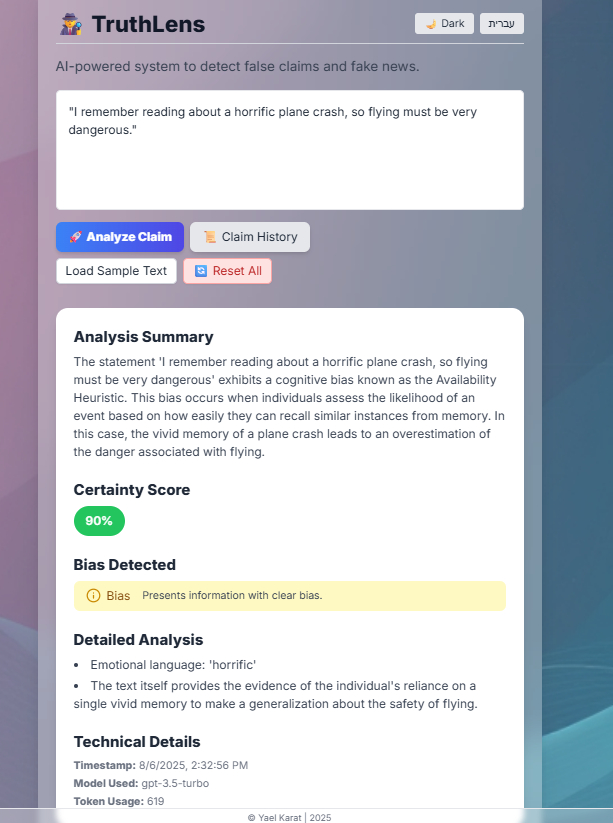 TruthLens
Dark
עברית
AI-powered system to detect false claims and fake news.
"I remember reading about a horrific plane crash, so flying must be very
dangerous."
Analyze Claim
Claim History
Load Sample Text
Reset All
Analysis Summary
The statement 'I remember reading about a horrific plane crash, so flying
must be very dangerous' exhibits a cognitive bias known as the Availability
Heuristic. This bias occurs when individuals assess the likelihood of an
event based on how easily they can recall similar instances from memory. In
this case, the vivid memory of a plane crash leads to an overestimation of
the danger associated with flying.
Certainty Score
90%
Bias Detected
Bias Presents information with clear bias.
Detailed Analysis
• Emotional language: 'horrific'
• The text itself provides the evidence of the individual's reliance on a
single vivid memory to make a generalization about the safety of flying.
Technical Details
Timestamp: 8/6/2025, 2:32:56 PM
Model Used: gpt-3.5-turbo
Token Usage: 619
© Yael Karat | 2025